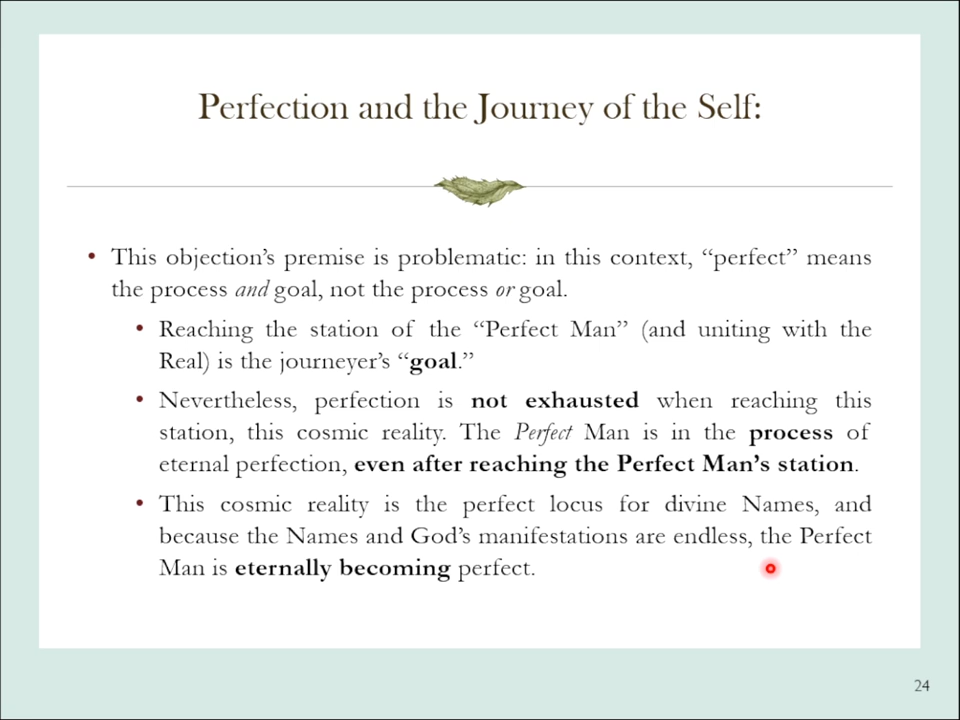 Perfection and the Journey of the Self:
• This objection’s premise is problematic: in this context, “perfect” means
the process and goal, not the process or goal.
• Reaching the station of the “Perfect Man” (and uniting with the
Real) is the journeyer’s “goal.”
• Nevertheless, perfection is not exhausted when reaching this
station, this cosmic reality. The Perfect Man is in the process of
eternal perfection, even after reaching the Perfect Man’s station.
• This cosmic reality is the perfect locus for divine Names, and
because the Names and God’s manifestations are endless, the Perfect
Man is eternally becoming perfect.
24